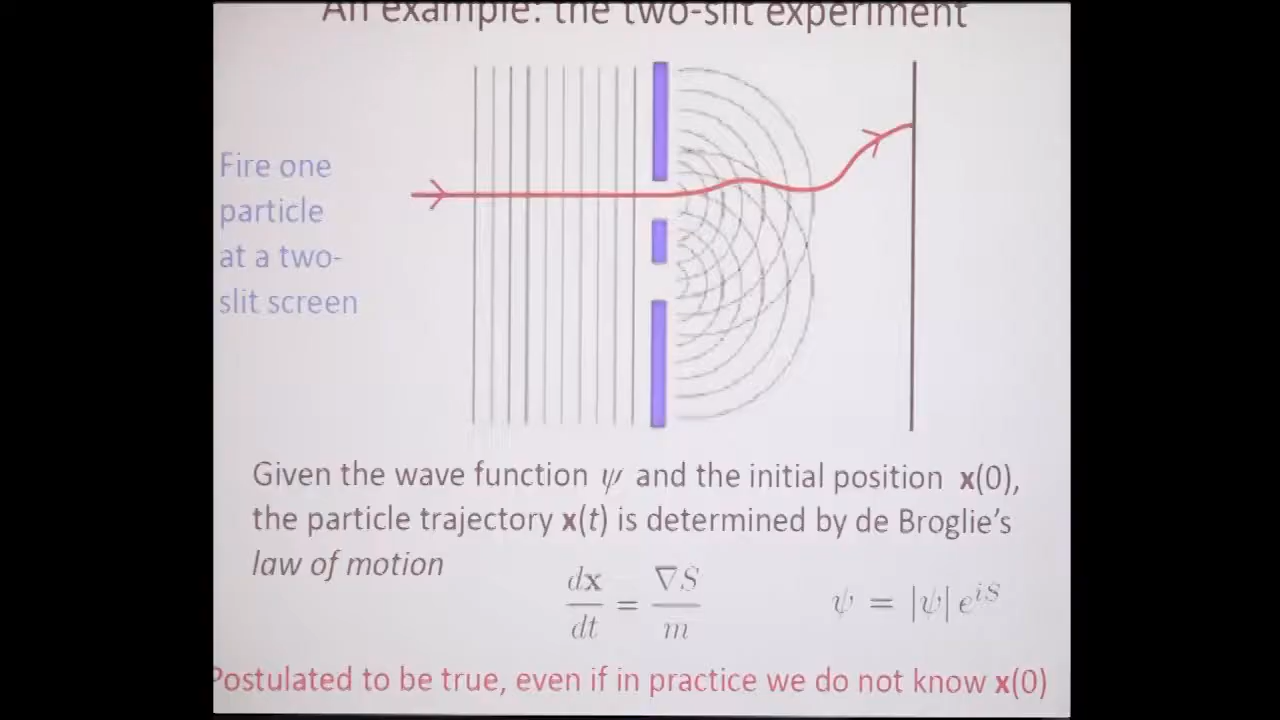 An example: the two-slit experiment
Fire one
particle
at a two-
slit screen
Given the wave function ψ and the initial position x(0),
the particle trajectory x(t) is determined by de Broglie's
law of motion
dx/dt = ∇S/m    ψ = |ψ| e^{iS}
Postulated to be true, even if in practice we do not know x(0)